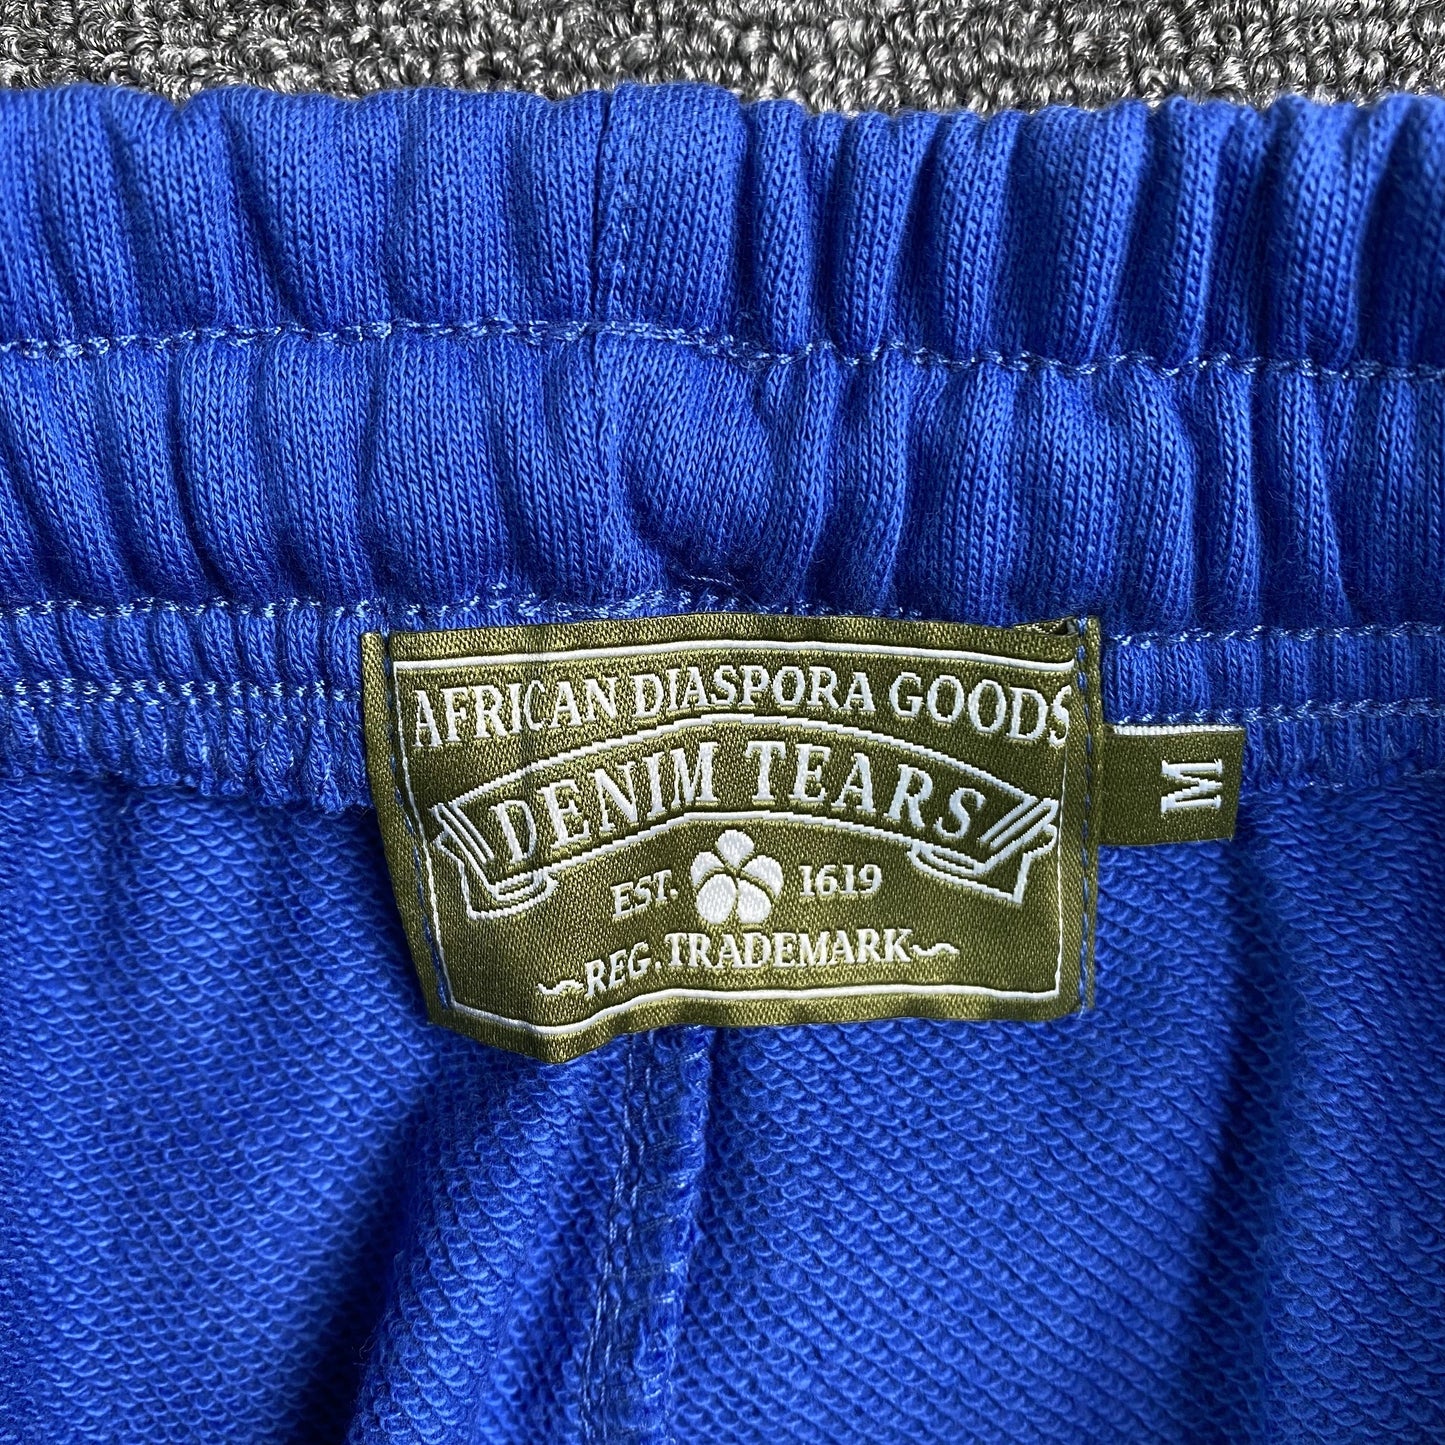 AFRICAN DIASPORA GOODS
DENIM TEARS
EST. 1619
REG. TRADEMARK
M